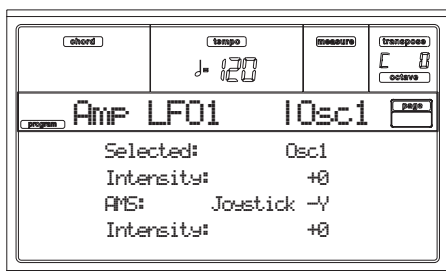 chord tempo measure transpose
♩= 120 C 0
octave
program Amp LFO1 |Osc1 page
Selected: Osc1
Intensity: +0
AMS: Joystick -Y
Intensity: +0